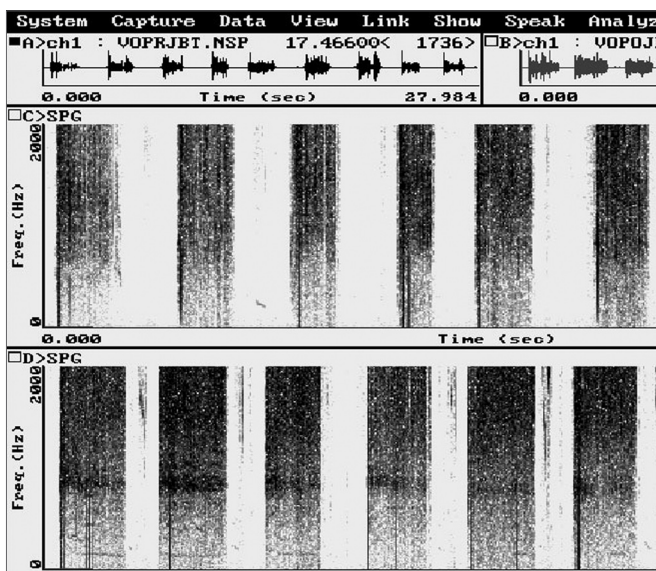 System Capture Data View Link Show Speak Analyz
A>ch1 : VOPRJBT.NSP 17.46600< 1736>
B>ch1 : VOPOJ
0.000 Time (sec) 27.984
0.000
C>SPG
2000
Freq.(Hz)
0
0.000 Time (sec)
D>SPG
2000
Freq.(Hz)
0